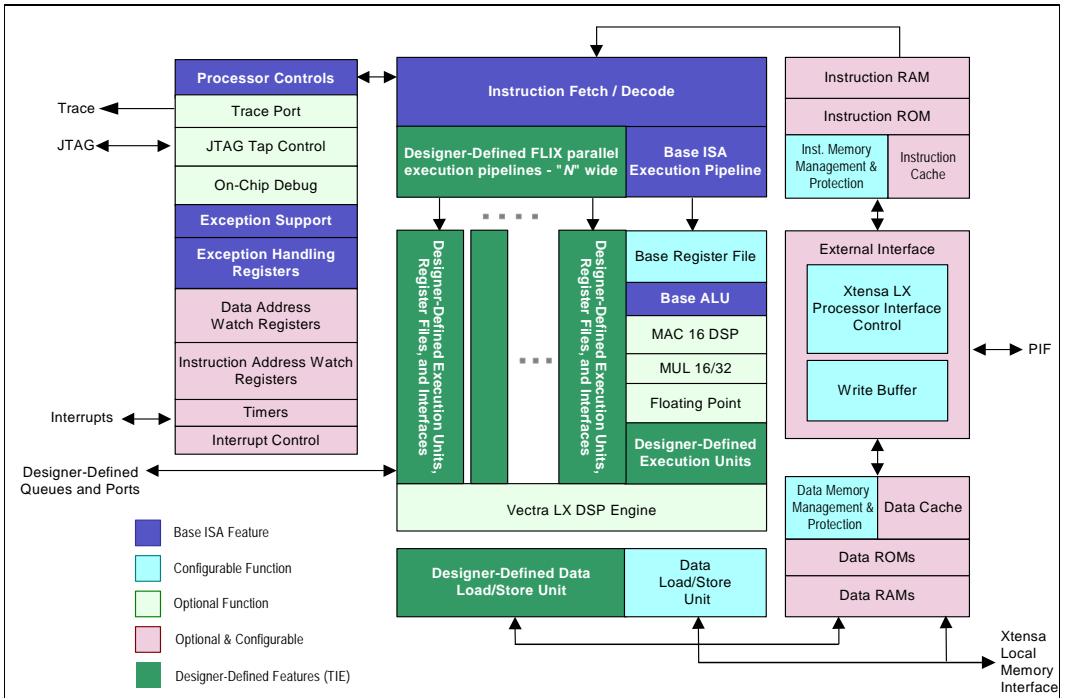 Processor Controls
Trace
Trace Port
JTAG
JTAG Tap Control
On-Chip Debug
Exception Support
Exception Handling
Registers
Data Address
Watch Registers
Instruction Address Watch
Registers
Interrupts
Timers
Interrupt Control
Designer-Defined
Queues and Ports
Instruction Fetch / Decode
Designer-Defined FLIX parallel
execution pipelines - "N" wide
Base ISA
Execution Pipeline
Designer-Defined Execution Units,
Register Files, and Interfaces
Designer-Defined Execution Units,
Register Files, and Interfaces
Base Register File
Base ALU
MAC 16 DSP
MUL 16/32
Floating Point
Designer-Defined
Execution Units
Vectra LX DSP Engine
Designer-Defined Data
Load/Store Unit
Data
Load/Store
Unit
Instruction RAM
Instruction ROM
Inst. Memory
Management &
Protection
Instruction
Cache
External Interface
Xtensa LX
Processor Interface
Control
Write Buffer
PIF
Data Memory
Management &
Protection
Data Cache
Data ROMs
Data RAMs
Xtensa
Local
Memory
Interface
Base ISA Feature
Configurable Function
Optional Function
Optional & Configurable
Designer-Defined Features (TIE)